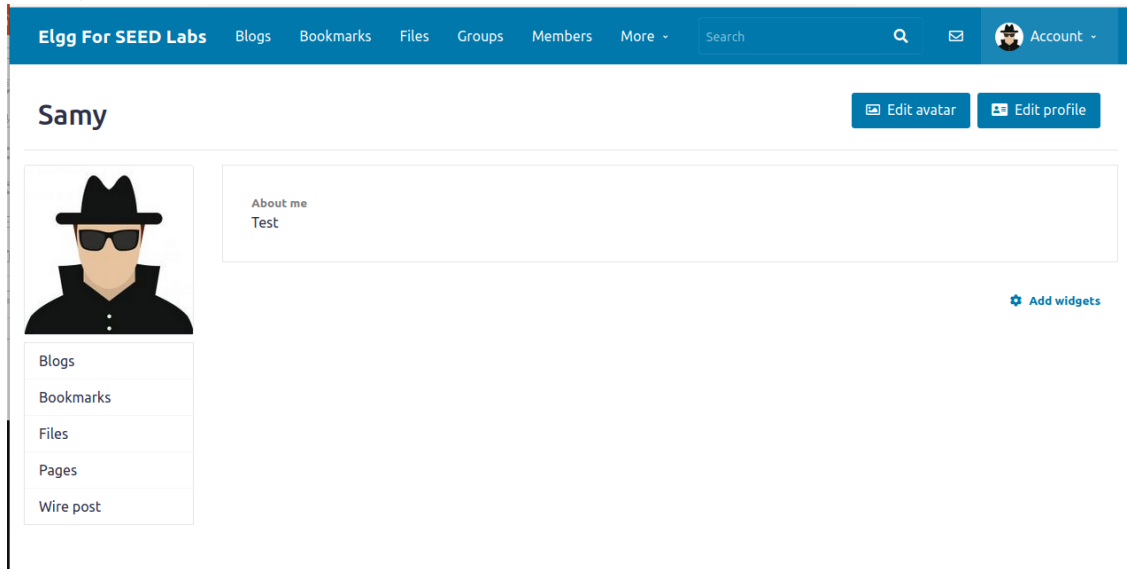 Elgg For SEED Labs Blogs Bookmarks Files Groups Members More Search Account
Samy Edit avatar Edit profile
About me
Test
Add widgets
Blogs
Bookmarks
Files
Pages
Wire post